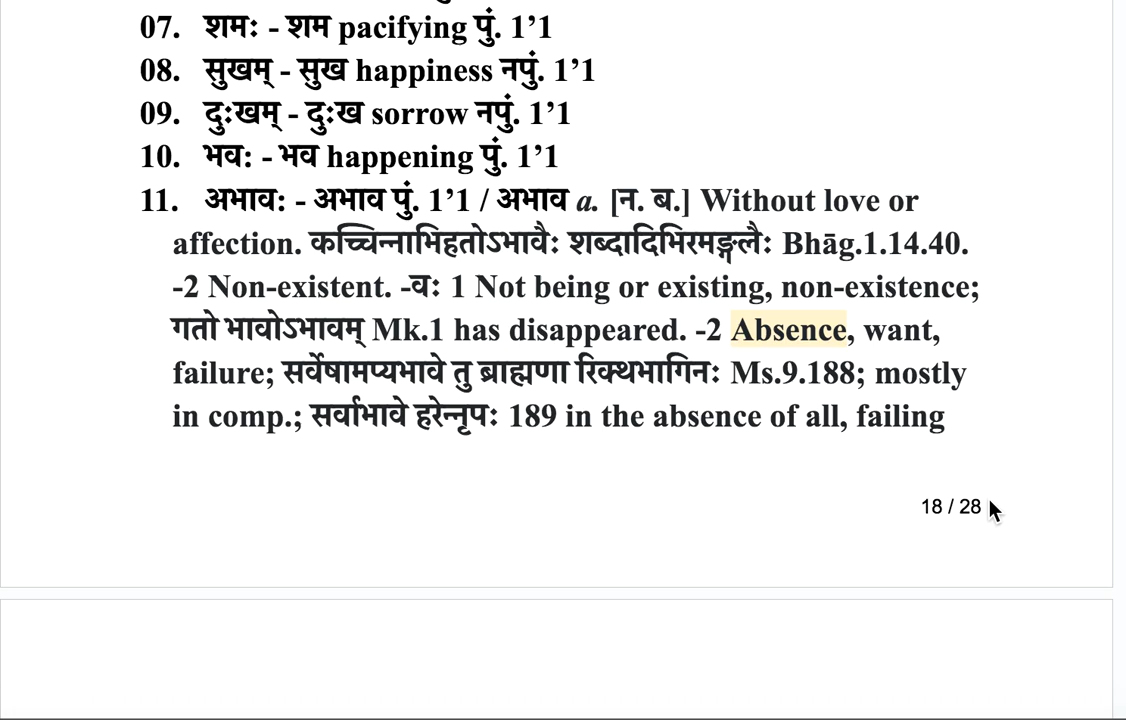 07. शमः - शम pacifying पुं. 1’1
08. सुखम् - सुख happiness नपुं. 1’1
09. दुःखम् - दुःख sorrow नपुं. 1’1
10. भवः - भव happening पुं. 1’1
11. अभावः - अभाव पुं. 1’1 / अभाव a. [न. ब.] Without love or
affection. कच्चिन्नाभिहतोऽभावैः शब्दादिभिरमङ्गलैः Bhāg.1.14.40.
-2 Non-existent. -वः 1 Not being or existing, non-existence;
गतो भावोऽभावम् Mk.1 has disappeared. -2 Absence, want,
failure; सर्वेषामप्यभावे तु ब्राह्मणा रिक्थभागिनः Ms.9.188; mostly
in comp.; सर्वाभावे हरेन्नृपः 189 in the absence of all, failing
18 / 28